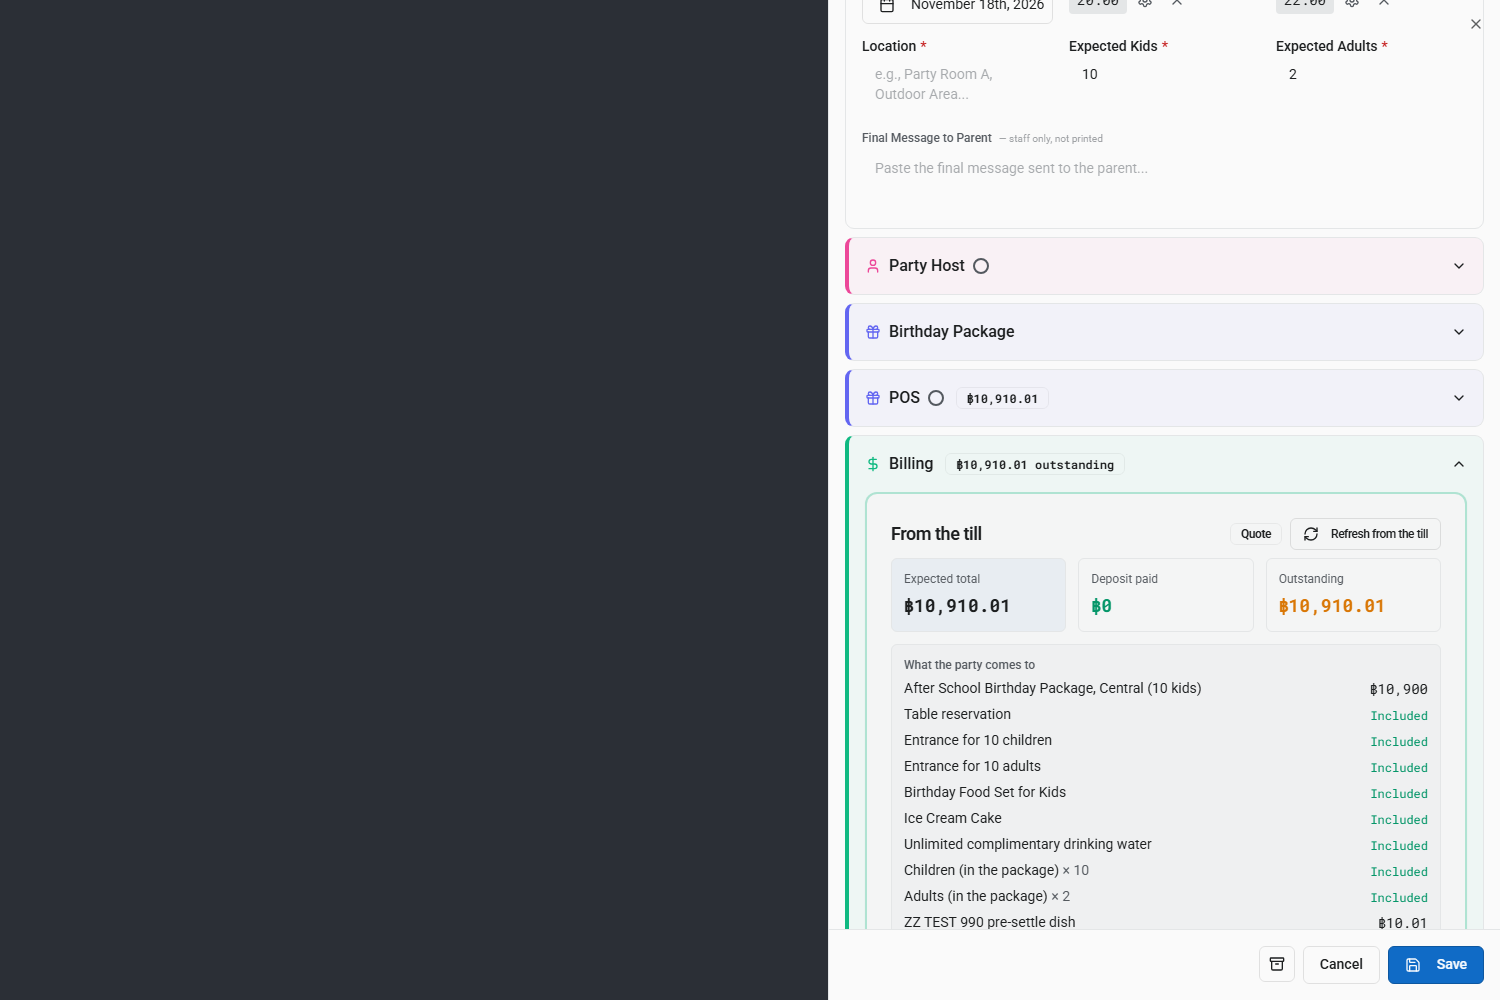 November 18th, 2026
20:00
22:00
Location *
Expected Kids *
Expected Adults *
e.g., Party Room A,
Outdoor Area...
10
2
Final Message to Parent — staff only, not printed
Paste the final message sent to the parent...
Party Host
Birthday Package
POS ฿10,910.01
Billing ฿10,910.01 outstanding
From the till
Quote
Refresh from the till
Expected total
฿10,910.01
Deposit paid
฿0
Outstanding
฿10,910.01
What the party comes to
After School Birthday Package, Central (10 kids) ฿10,900
Table reservation Included
Entrance for 10 children Included
Entrance for 10 adults Included
Birthday Food Set for Kids Included
Ice Cream Cake Included
Unlimited complimentary drinking water Included
Children (in the package) × 10 Included
Adults (in the package) × 2 Included
ZZ TEST 990 pre-settle dish ฿10.01
Cancel
Save